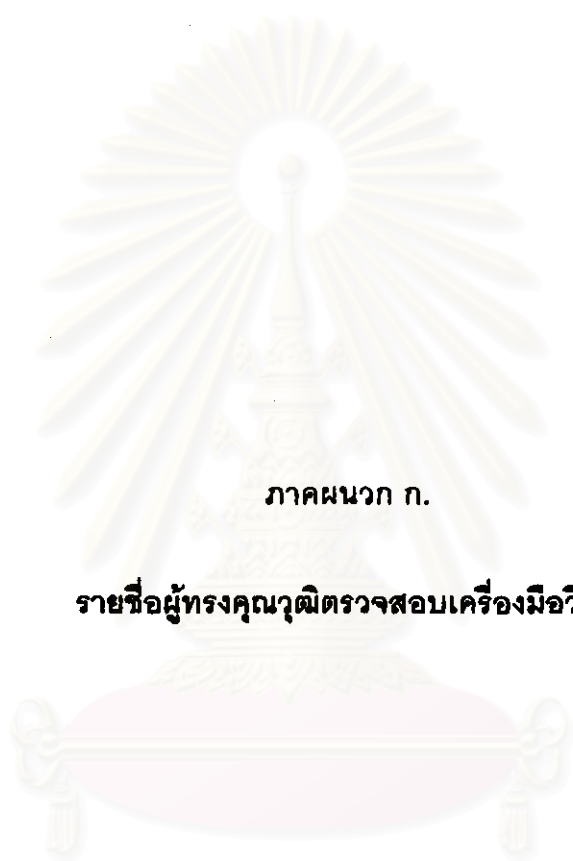 ภาคผนวก ก.
รายชื่อผู้ทรงคุณวุฒิตรวจสอบเครื่องมือวิ